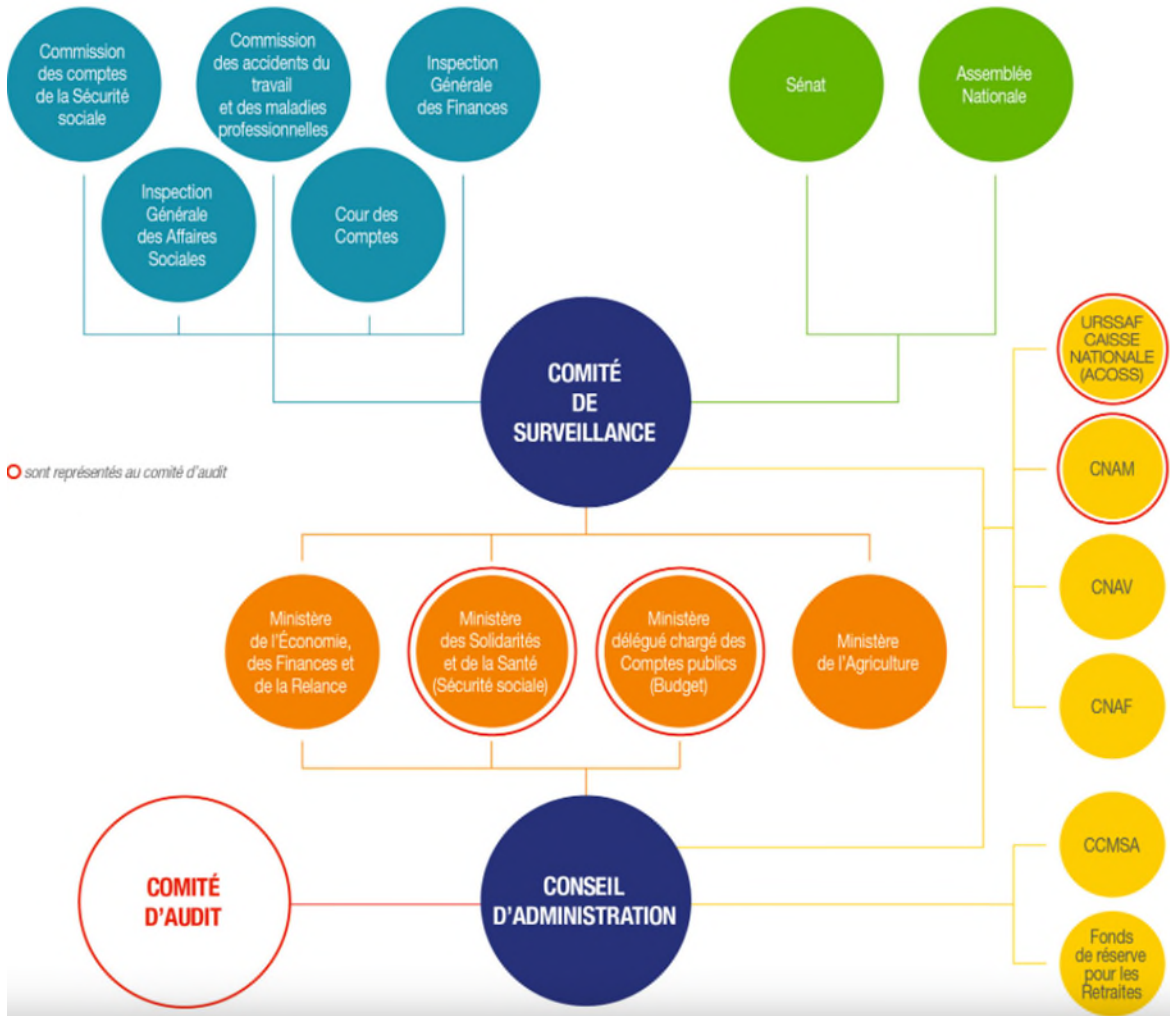 Commission
des comptes
de la Sécurité
sociale
Commission
des accidents du
travail
et des maladies
professionnelles
Inspection
Générale
des Finances
Sénat
Assemblée
Nationale
Inspection
Générale
des Affaires
Sociales
Cour des
Comptes
COMITÉ
DE
SURVEILLANCE
URSSAF
CAISSE
NATIONALE
(ACOSS)
CNAM
sont représentés au comité d'audit
CNAV
Ministère
de l'Économie,
des Finances et
de la Relance
Ministère
des Solidarités
et de la Santé
(Sécurité sociale)
Ministère
délégué chargé des
Comptes publics
(Budget)
Ministère
de l'Agriculture
CNAF
CCMSA
COMITÉ
D'AUDIT
CONSEIL
D'ADMINISTRATION
Fonds
de réserve
pour les
Retraites